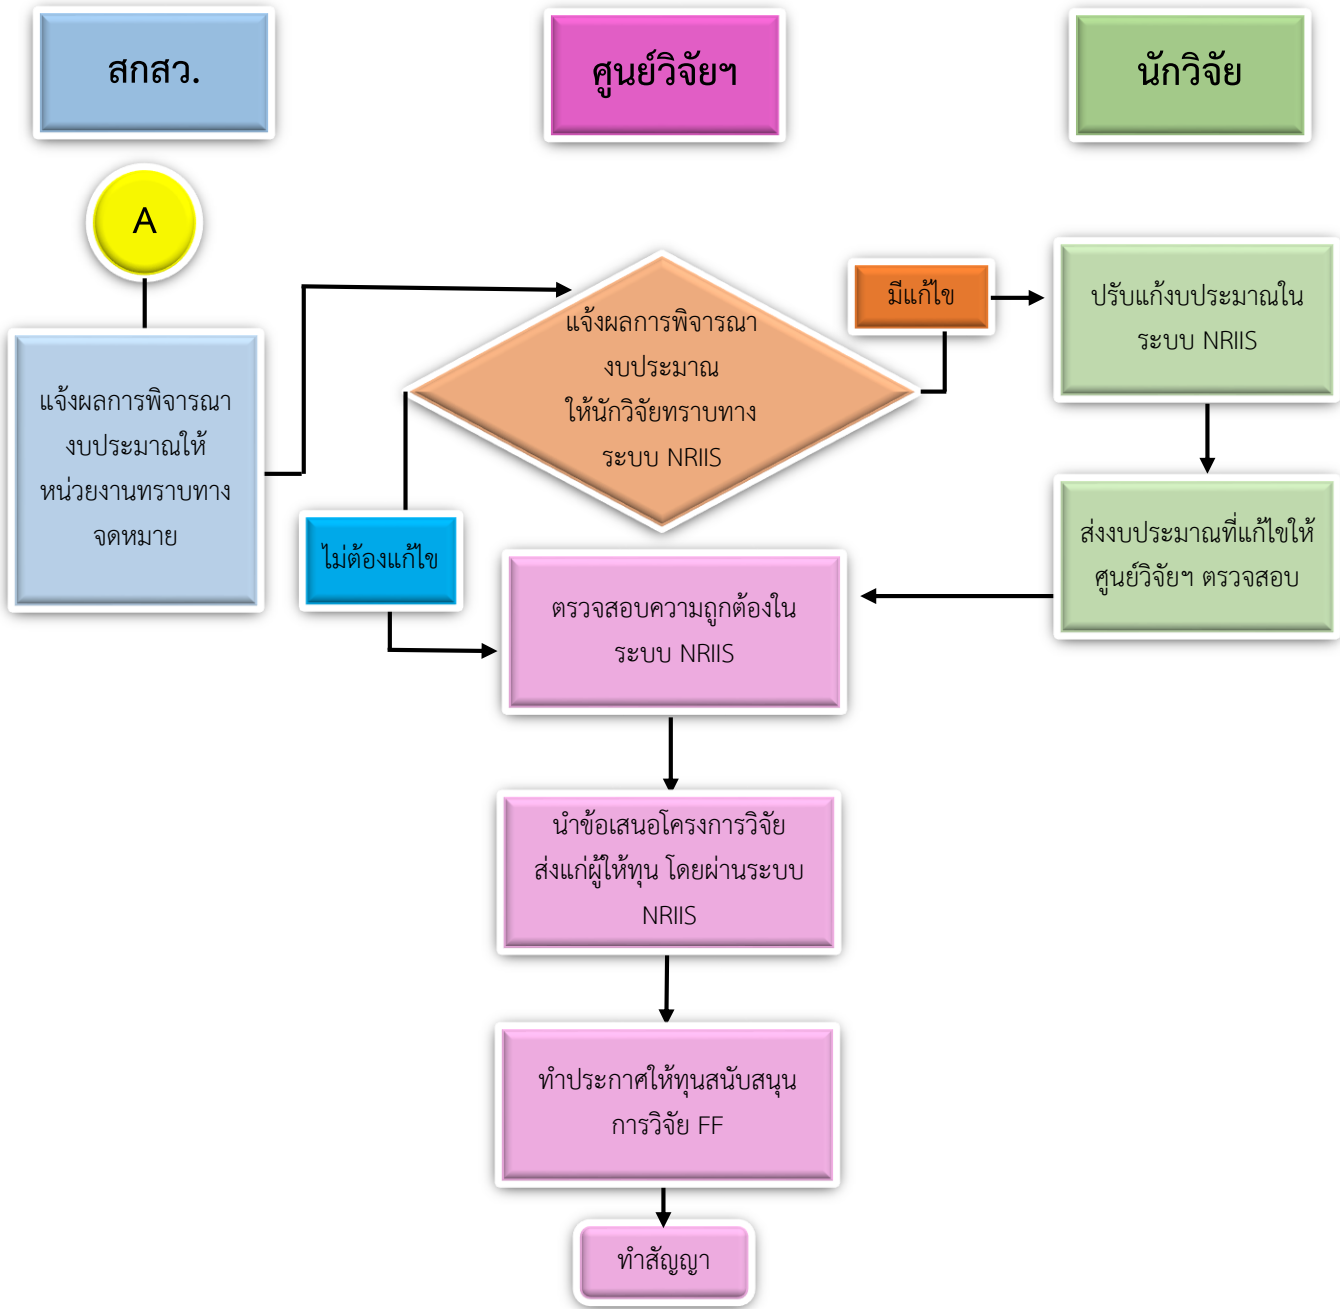 สกสว.
ศูนย์วิจัยฯ
นักวิจัย
A
แจ้งผลการพิจารณา
งบประมาณให้
หน่วยงานทราบทาง
จดหมาย
แจ้งผลการพิจารณา
งบประมาณ
ให้นักวิจัยทราบทาง
ระบบ NRIIS
มีแก้ไข
ปรับแก้งบประมาณใน
ระบบ NRIIS
ส่งงบประมาณที่แก้ไขให้
ศูนย์วิจัยฯ ตรวจสอบ
ไม่ต้องแก้ไข
ตรวจสอบความถูกต้องใน
ระบบ NRIIS
นำข้อเสนอโครงการวิจัย
ส่งแก่ผู้ให้ทุน โดยผ่านระบบ
NRIIS
ทำประกาศให้ทุนสนับสนุน
การวิจัย FF
ทำสัญญา